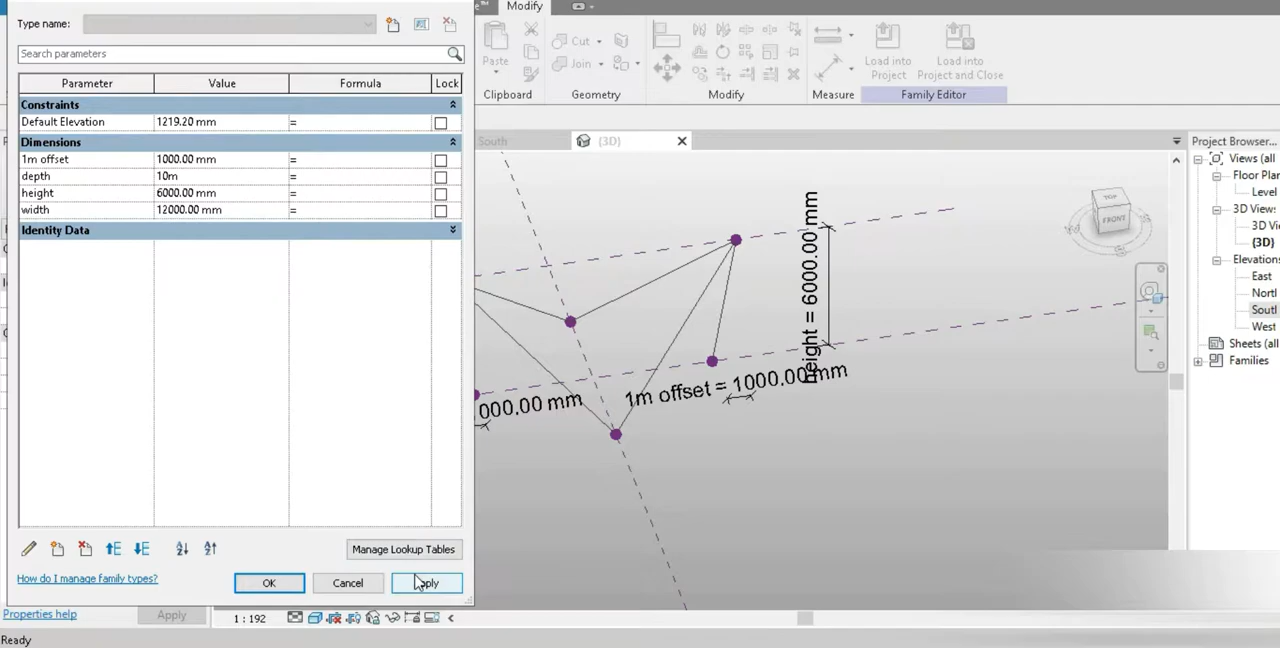 Type name:
Search parameters
Parameter Value Formula Lock
Constraints
Default Elevation 1219.20 mm =
Dimensions
1m offset 1000.00 mm =
depth 10m =
height 6000.00 mm =
width 12000.00 mm =
Identity Data
Manage Lookup Tables
How do I manage family types?
OK Cancel Apply
Properties help Apply
Ready
Modify
Paste
Cut
Join
Load into
Project
Load into
Project and Close
Clipboard Geometry Modify Measure Family Editor
South {3D}
height = 6000.00 mm
1m offset = 1000.00 mm
000.00 mm
TOP
FRONT
1 : 192
Project Browser...
Views (all
Floor Plan
Level
3D Views
3D Vi
{3D}
Elevations
East
North
South
West
Sheets (all
Families